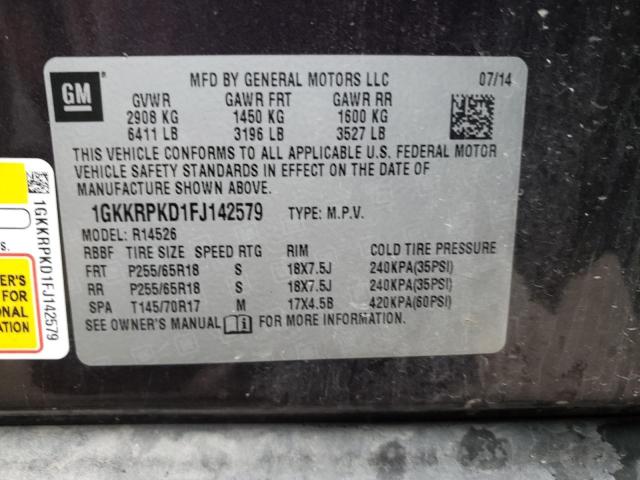 GM
MFD BY GENERAL MOTORS LLC 07/14
GVWR GAWR FRT GAWR RR
2908 KG 1450 KG 1600 KG
6411 LB 3196 LB 3527 LB
THIS VEHICLE CONFORMS TO ALL APPLICABLE U.S. FEDERAL MOTOR
VEHICLE SAFETY STANDARDS IN EFFECT ON THE DATE OF
MANUFACTURE SHOWN ABOVE.
1GKKRPKD1FJ142579 TYPE: M.P.V.
MODEL: R14526
RBBF TIRE SIZE SPEED RTG RIM COLD TIRE PRESSURE
FRT P255/65R18 S 18X7.5J 240KPA(35PSI)
RR P255/65R18 S 18X7.5J 240KPA(35PSI)
SPA T145/70R17 M 17X4.5B 420KPA(60PSI)
SEE OWNER'S MANUAL FOR MORE INFORMATION.
1GKKRPKD1FJ142579
S.
ER'S
FOR
IONAL
ON.